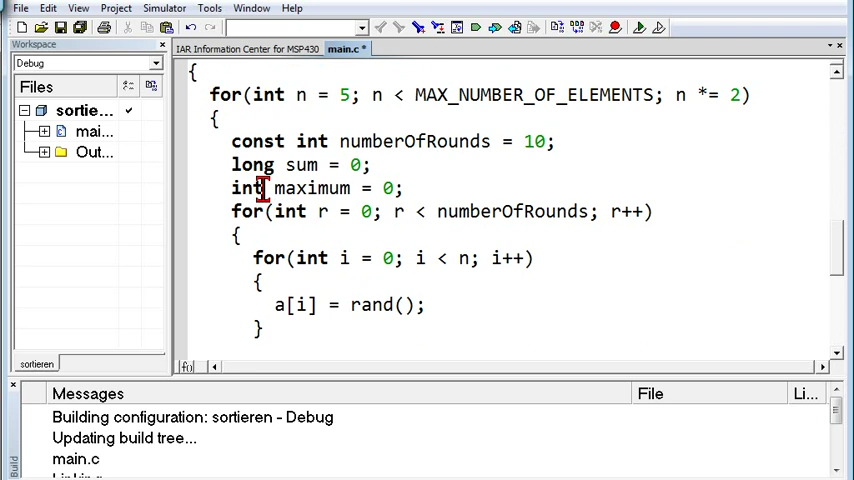 File Edit View Project Simulator Tools Window Help
Workspace
IAR Information Center for MSP430 main.c *
Debug
Files
sortie...
mai...
Out...
sortieren
{
for(int n = 5; n < MAX_NUMBER_OF_ELEMENTS; n *= 2)
{
const int numberOfRounds = 10;
long sum = 0;
int maximum = 0;
for(int r = 0; r < numberOfRounds; r++)
{
for(int i = 0; i < n; i++)
{
a[i] = rand();
}
f()
Messages File Li...
Building configuration: sortieren - Debug
Updating build tree...
main.c
Build